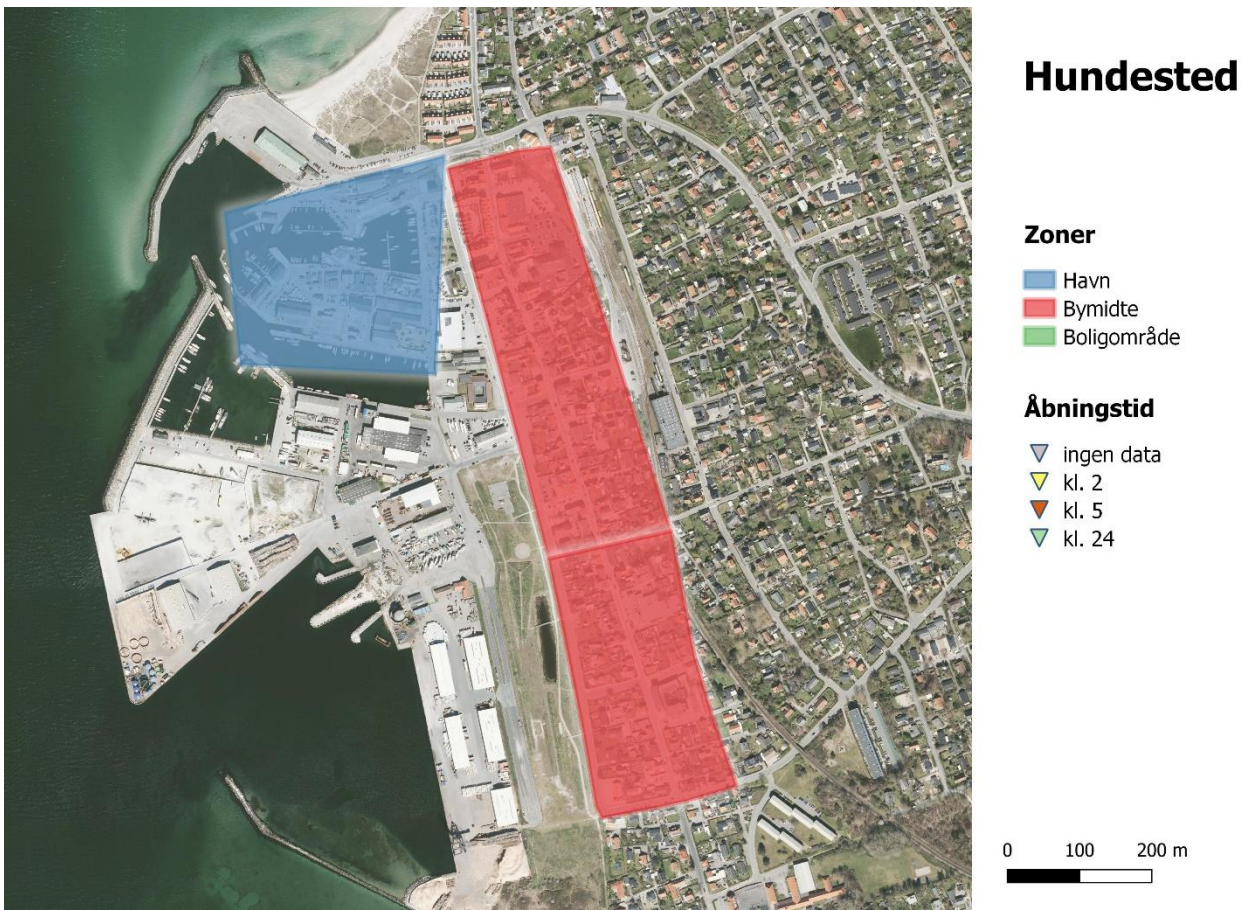 Hundested
Zoner
Havn
Bymidte
Boligområde
Åbningstid
ingen data
kl. 2
kl. 5
kl. 24
0 100 200 m